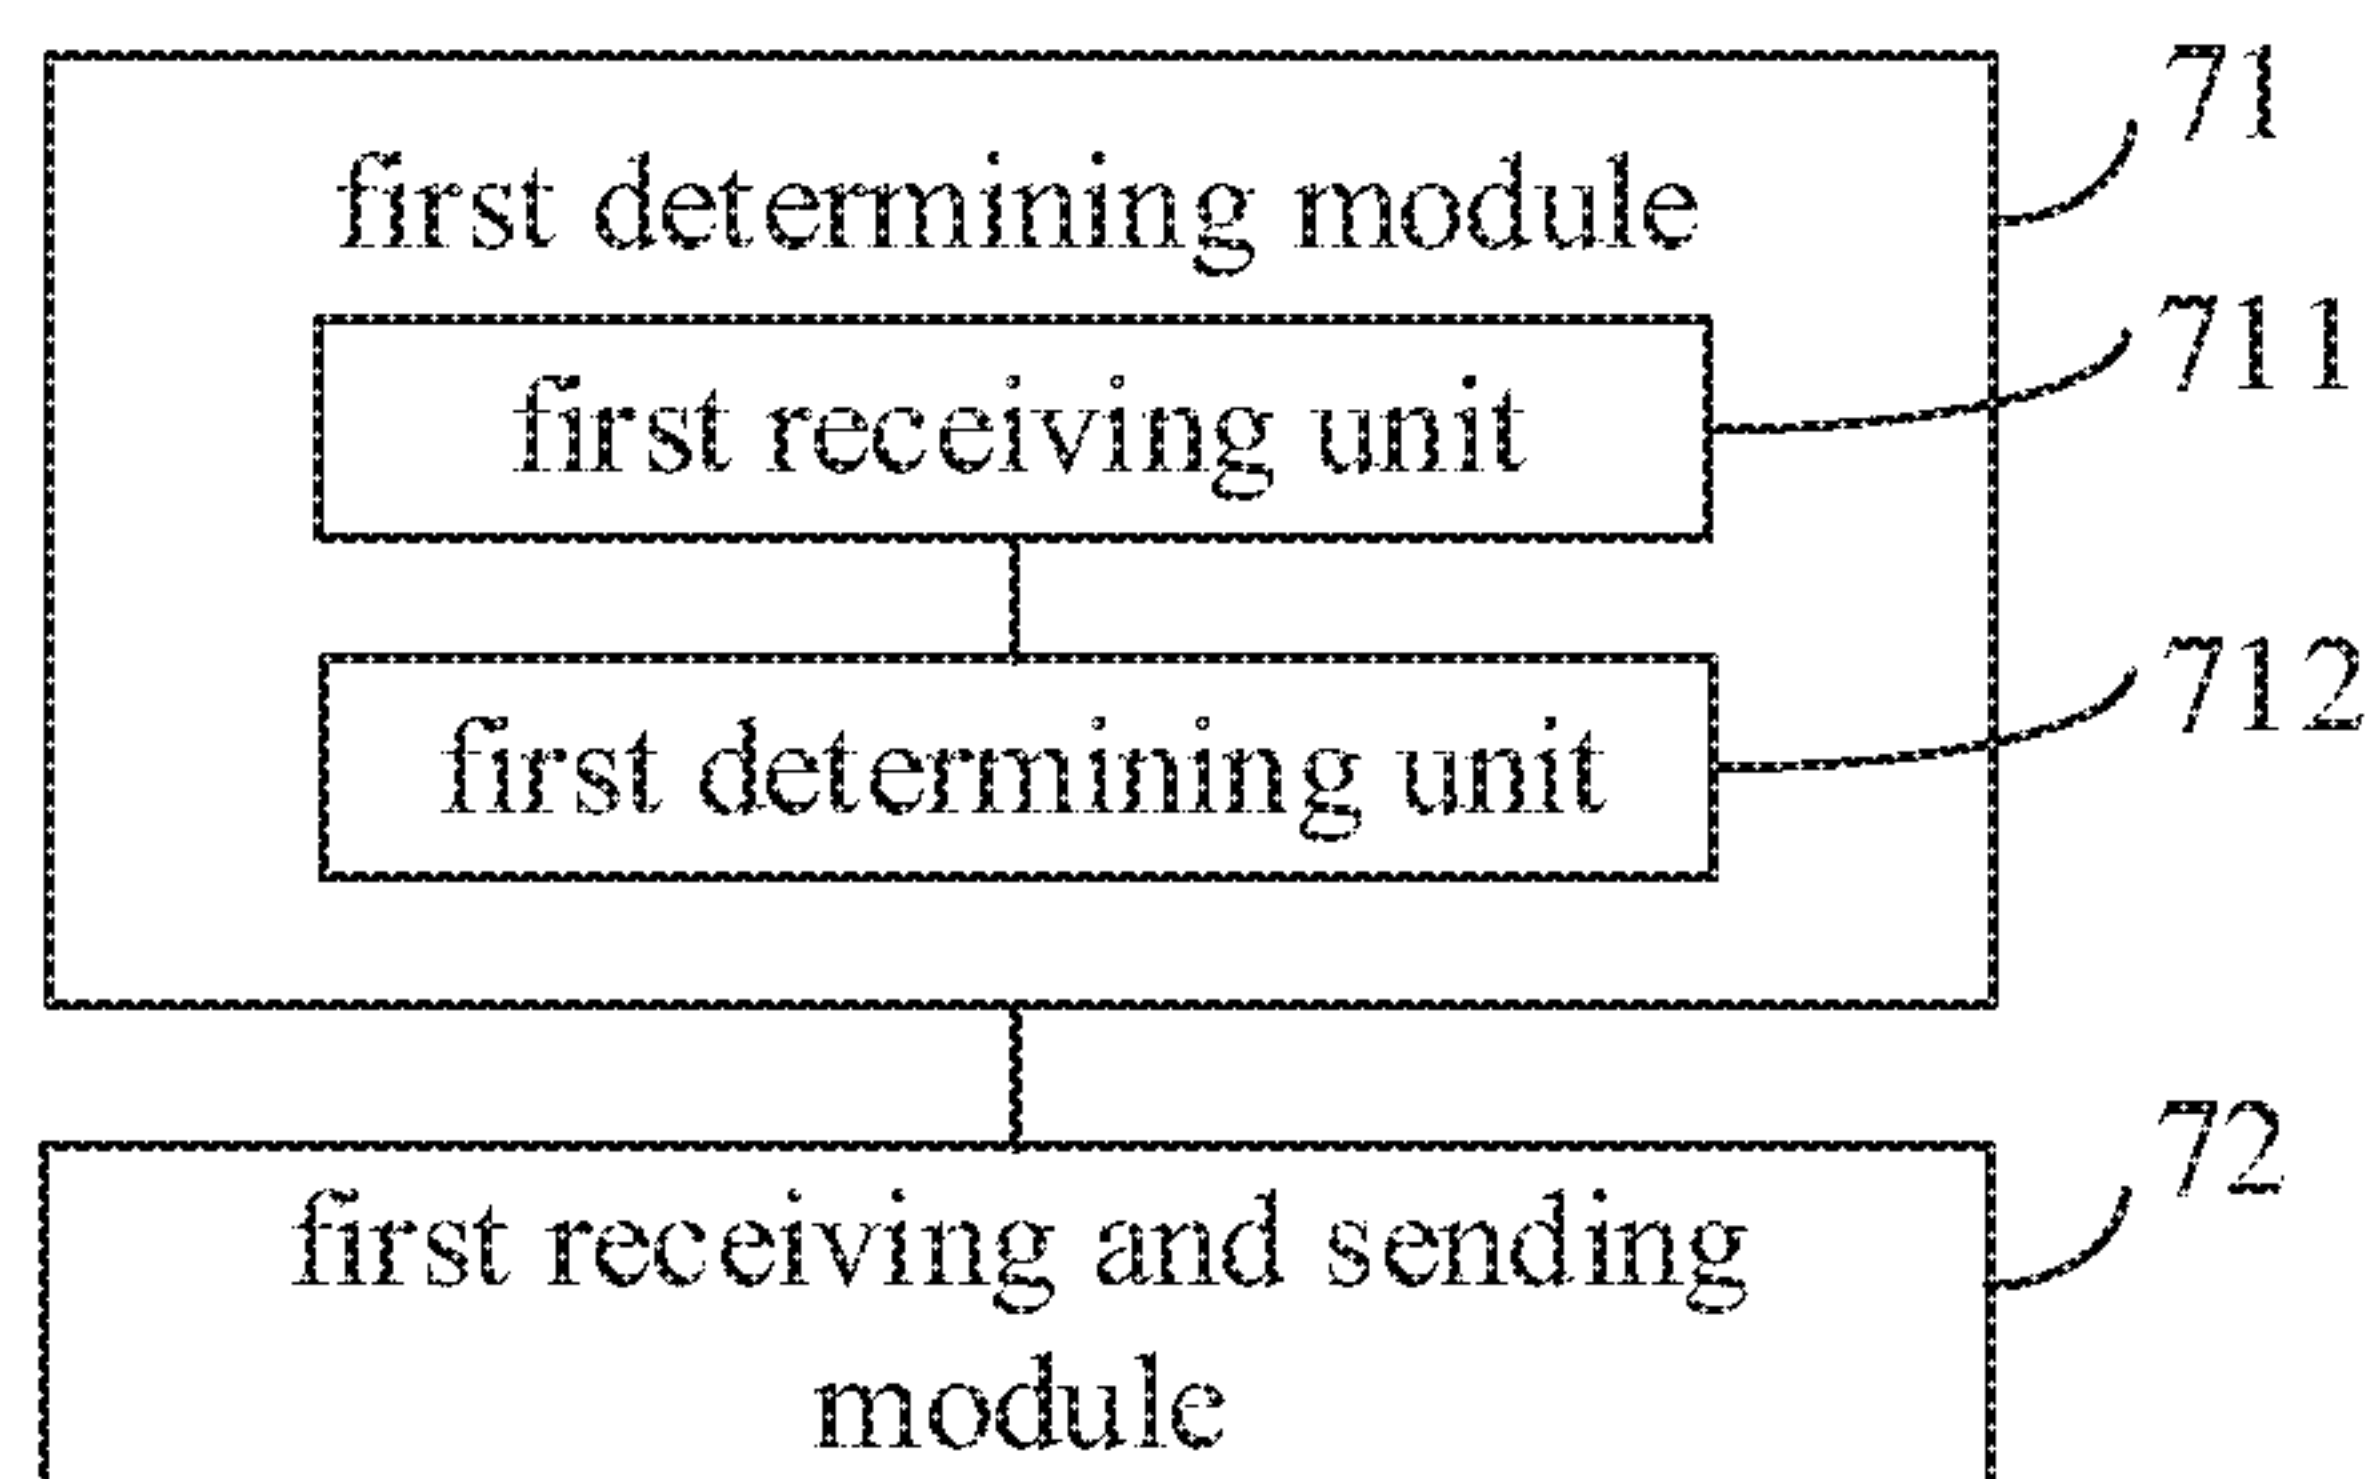 71
first determining module
711
first receiving unit
712
first determining unit
72
first receiving and sending
module